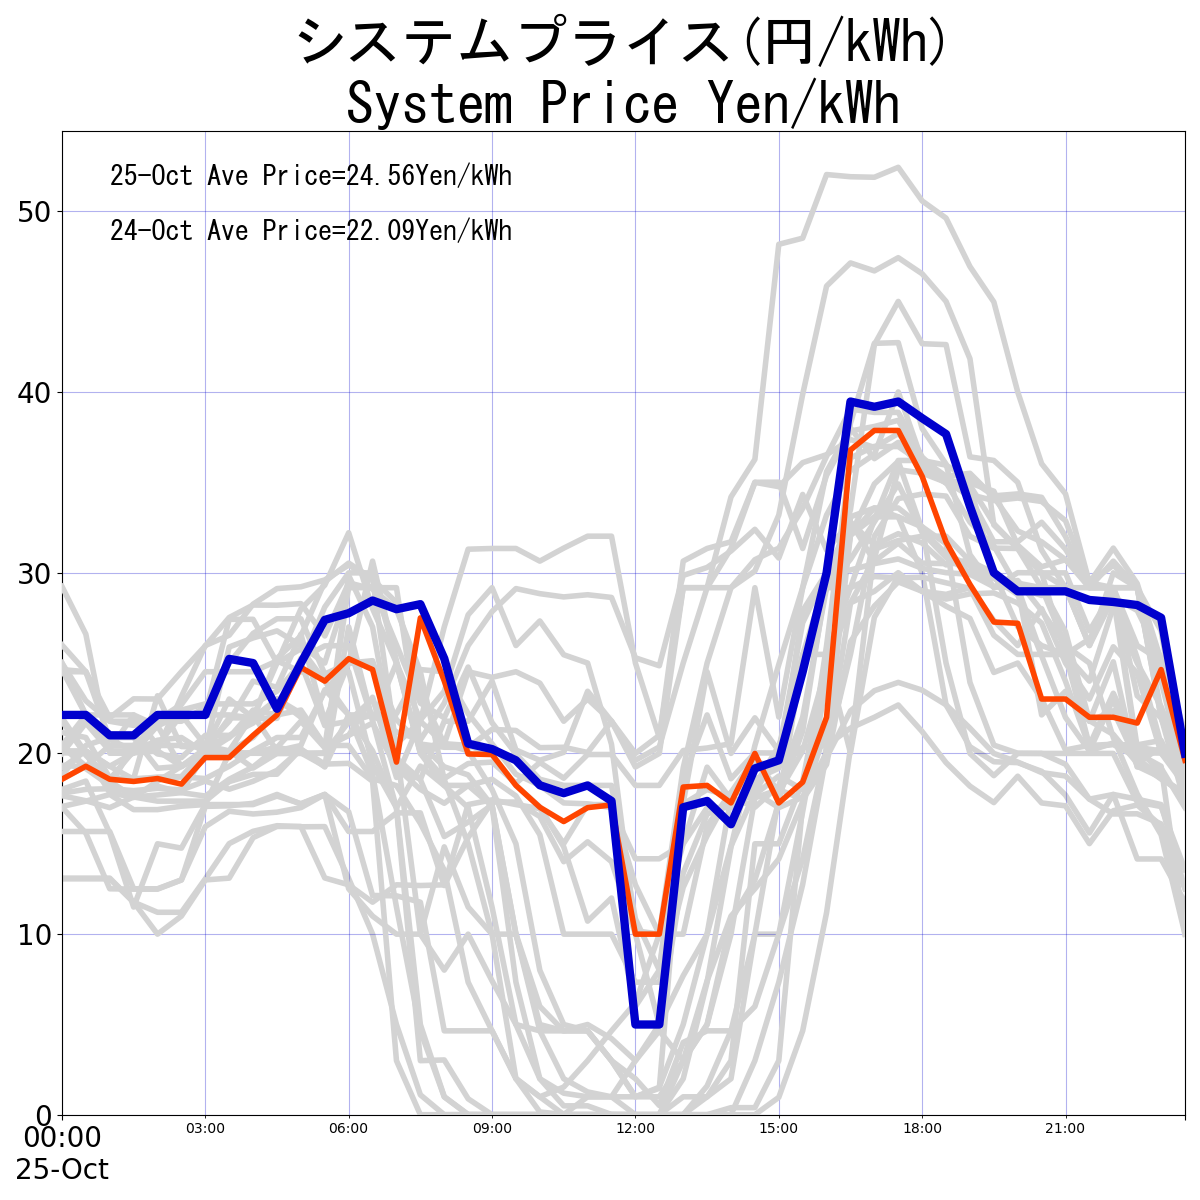 システムプライス(円/kWh)
System Price Yen/kWh
25-Oct Ave Price=24.56Yen/kWh
24-Oct Ave Price=22.09Yen/kWh
50
40
30
20
10
0
00:00 03:00 06:00 09:00 12:00 15:00 18:00 21:00
25-Oct